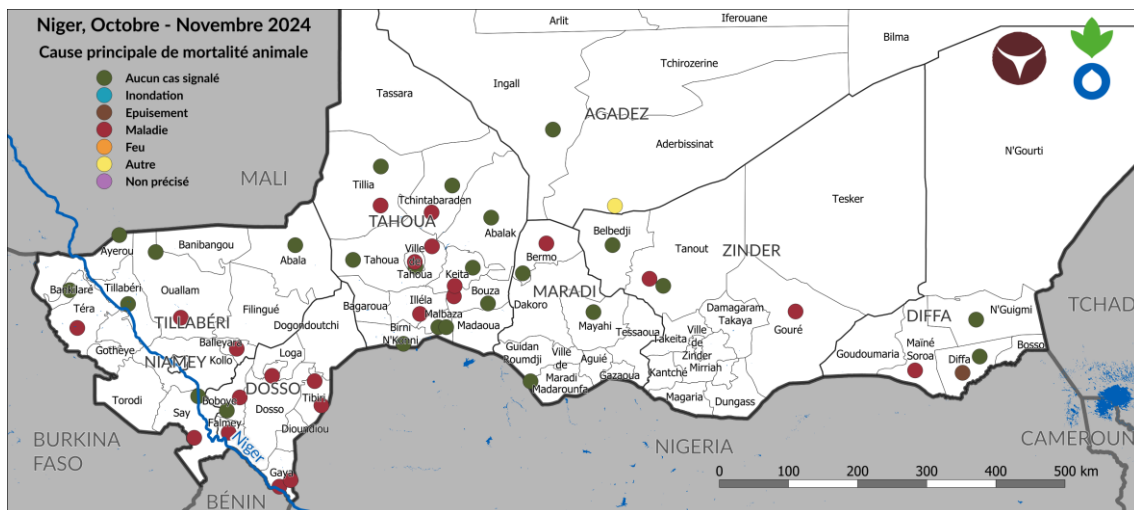 Niger, Octobre - Novembre 2024
Cause principale de mortalité animale
Aucun cas signalé
Inondation
Epuisement
Maladie
Feu
Autre
Non précisé
Arlit
Iferouane
Bilma
Tchirozerine
Ingall
Tassara
AGADEZ
Aderbissinat
N'Gourti
MALI
Tillia
Tchintabaraden
TAHOUA
Abalak
Tesker
Belbedji
Tanout
ZINDER
Ayerou
Banibangou
Abala
Ville de
Tahoua
Tahoua
Keita
Bermo
Tillabéri
Ouallam
Filingué
Téra
TILLABÉRI
Bagaroua
Illéla
Bouza
Dakoro
MARADI
Malbaza
Birni
N'Konni
Madaoua
Mayahi
Tessaoua
Damagaram
Takaya
Gouré
DIFFA
N'Guigmi
TCHAD
Dogondoutchi
Balleyara
Gothèye
NIAMEY
Kollo
Loga
Guidan
Roumdji
Ville
de
Maradi
Madarounfa
Aguié
Gazaoua
Takeita
Ville
de
Zinder
Mirriah
Kantché
Magaria
Dungass
Goudoumaria
Maïné
Soroa
Diffa
Bosso
Torodi
Say
DOSSO
Boboye
Dosso
Tibiri
Falmey
Dioundiou
Niger
Gaya
BURKINA
FASO
BÉNIN
NIGERIA
CAMEROUN
0 100 200 300 400 500 km